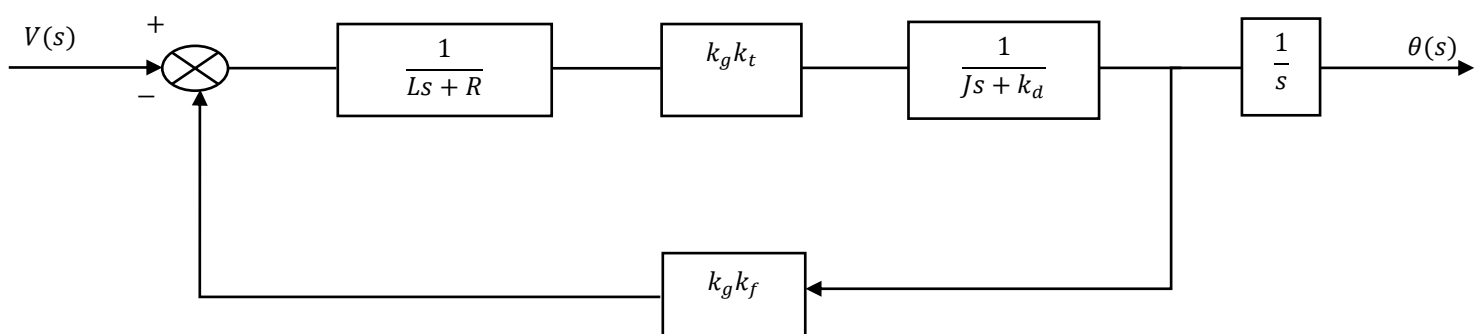 V(s)
+
−
1
Ls + R
k_g k_t
1
Js + k_d
1
s
θ(s)
k_g k_f